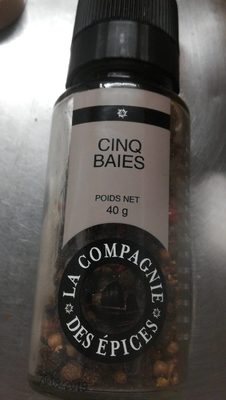 CINQ
BAIES
POIDS NET
40 g
LA COMPAGNIE
DES ÉPICES